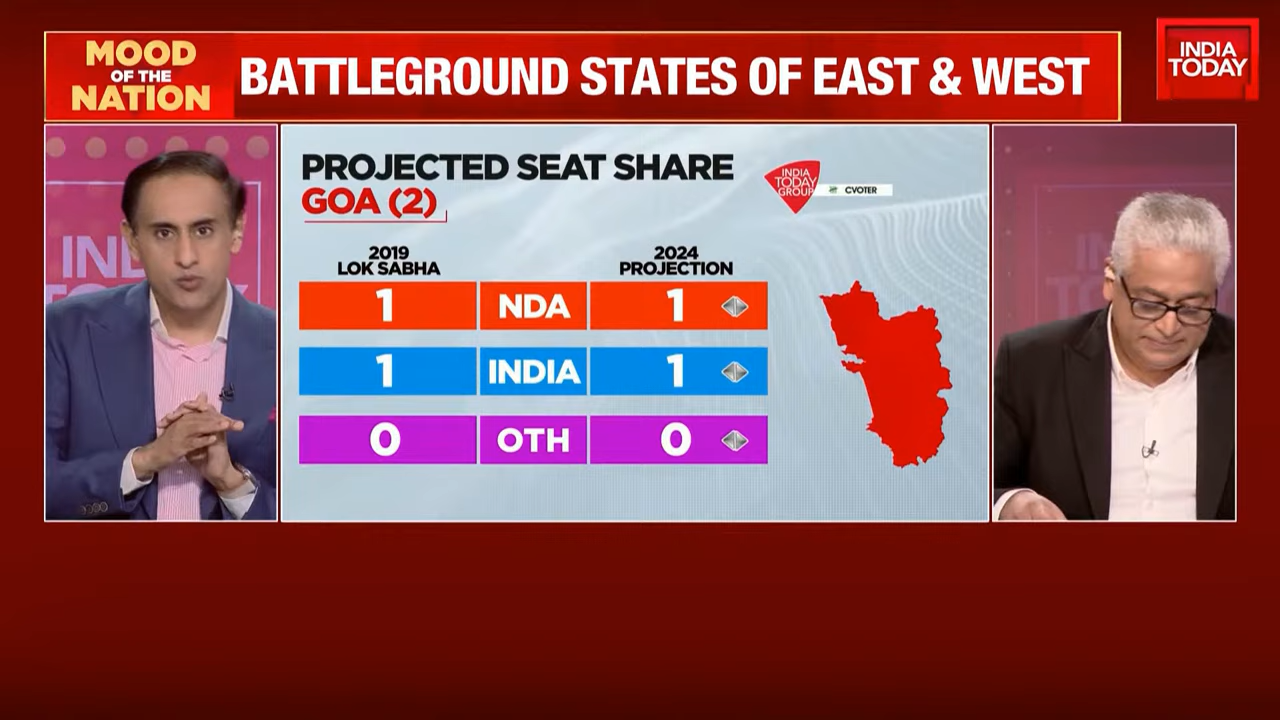 MOOD
OF THE
NATION
BATTLEGROUND STATES OF EAST & WEST
INDIA
TODAY
PROJECTED SEAT SHARE
GOA (2)
INDIA
TODAY
GROUP
CVOTER
2019
LOK SABHA
2024
PROJECTION
1 NDA 1
1 INDIA 1
0 OTH 0